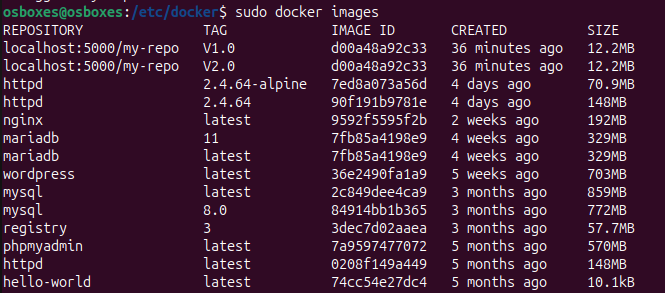 osboxes@osboxes:/etc/docker$ sudo docker images
REPOSITORY TAG IMAGE ID CREATED SIZE
localhost:5000/my-repo V1.0 d00a48a92c33 36 minutes ago 12.2MB
localhost:5000/my-repo V2.0 d00a48a92c33 36 minutes ago 12.2MB
httpd 2.4.64-alpine 7ed8a073a56d 4 days ago 70.9MB
httpd 2.4.64 90f191b9781e 4 days ago 148MB
nginx latest 9592f5595f2b 2 weeks ago 192MB
mariadb 11 7fb85a4198e9 4 weeks ago 329MB
mariadb latest 7fb85a4198e9 4 weeks ago 329MB
wordpress latest 36e2490fa1a9 5 weeks ago 703MB
mysql latest 2c849dee4ca9 3 months ago 859MB
mysql 8.0 84914bb1b365 3 months ago 772MB
registry 3 3dec7d02aaea 3 months ago 57.7MB
phpmyadmin latest 7a9597477072 5 months ago 570MB
httpd latest 0208f149a449 5 months ago 148MB
hello-world latest 74cc54e27dc4 5 months ago 10.1kB